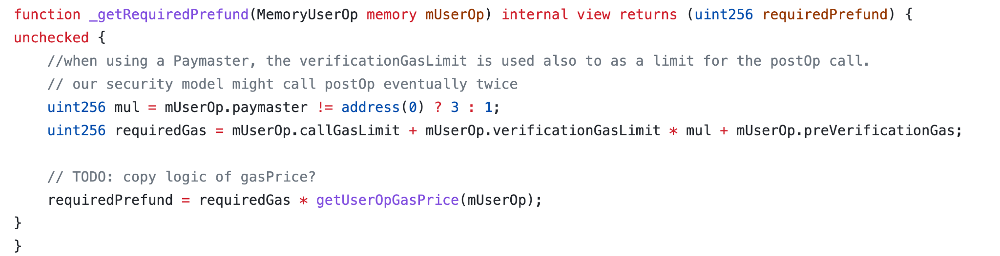 function _getRequiredPrefund(MemoryUserOp memory mUserOp) internal view returns (uint256 requiredPrefund) {
unchecked {
    //when using a Paymaster, the verificationGasLimit is used also to as a limit for the postOp call.
    // our security model might call postOp eventually twice
    uint256 mul = mUserOp.paymaster != address(0) ? 3 : 1;
    uint256 requiredGas = mUserOp.callGasLimit + mUserOp.verificationGasLimit * mul + mUserOp.preVerificationGas;

    // TODO: copy logic of gasPrice?
    requiredPrefund = requiredGas * getUserOpGasPrice(mUserOp);
}
}